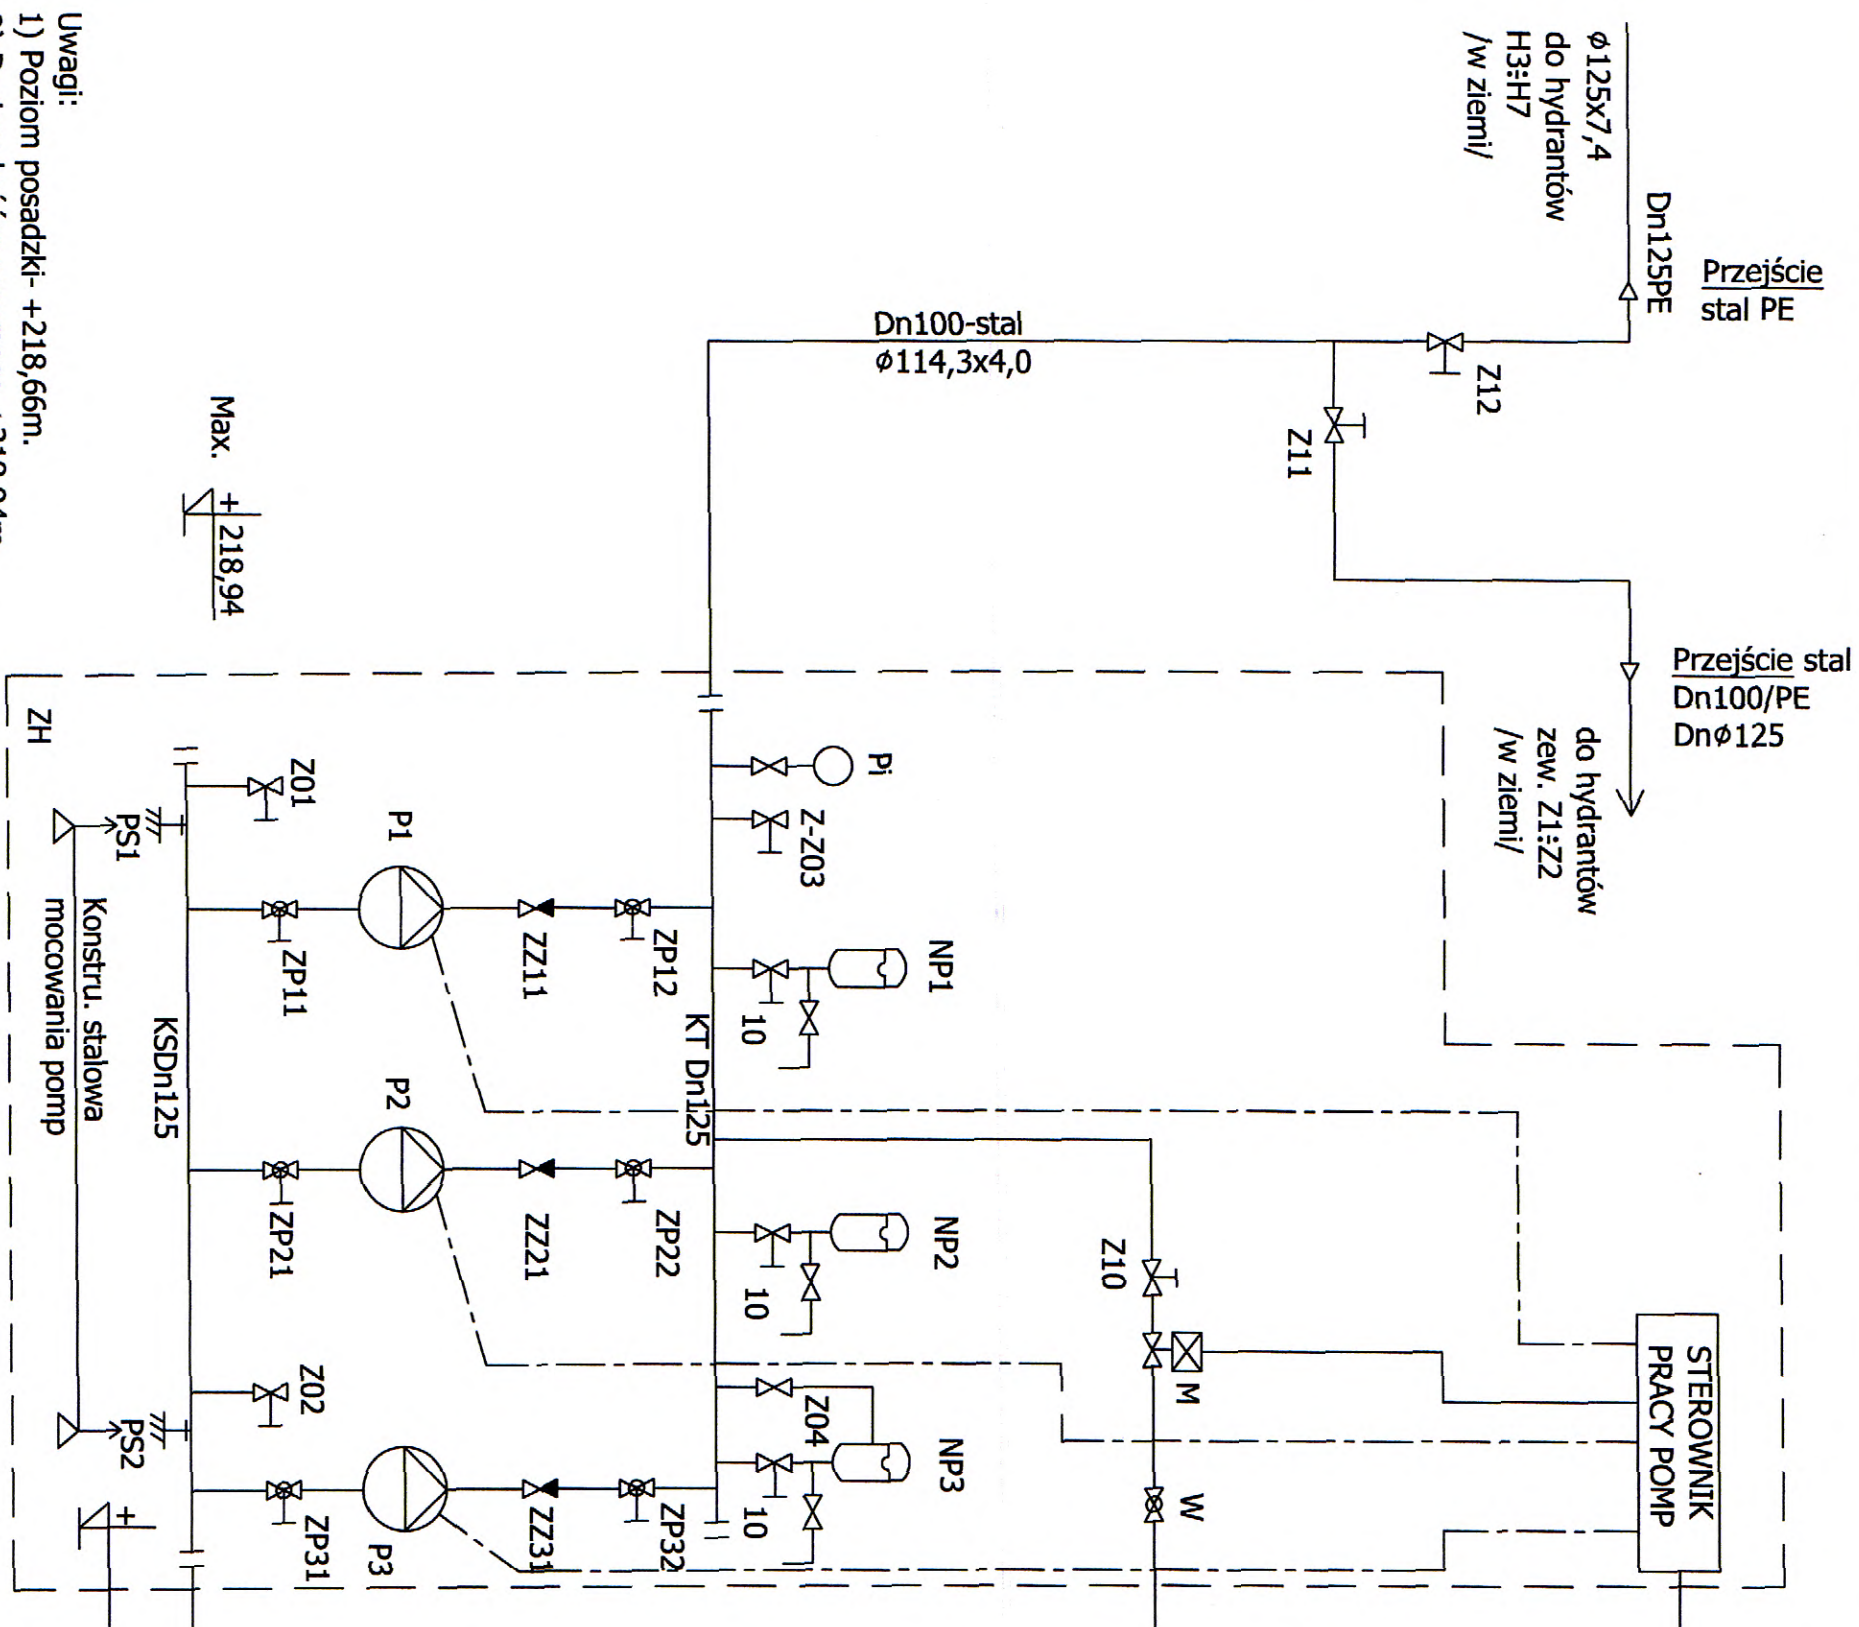 Przejście
stal PE
Dn125PE
ϕ125x7,4
do hydrantów
H3÷H7
/w ziemi/
Z12
Z11
Dn100-stal
ϕ114,3x4,0
Przejście stal
Dn100/PE
Dnϕ125
do hydrantów
zew. Z1÷Z2
/w ziemi/
Max.
+218,94
Uwagi:
1) Poziom posadzki- +218,66m.
ZH
Z01
PS1
P1
Pi
Z-Z03
ZP11
ZZ11
ZP12
NP1
10
Konstru. stalowa
mocowania pomp
KSDn125
KT Dn125
P2
ZP21
ZZ21
ZP22
NP2
10
Z10
M
W
STEROWNIK
PRACY POMP
Z02
PS2
Z04
NP3
10
ZP31
P3
ZZ31
ZP32
+